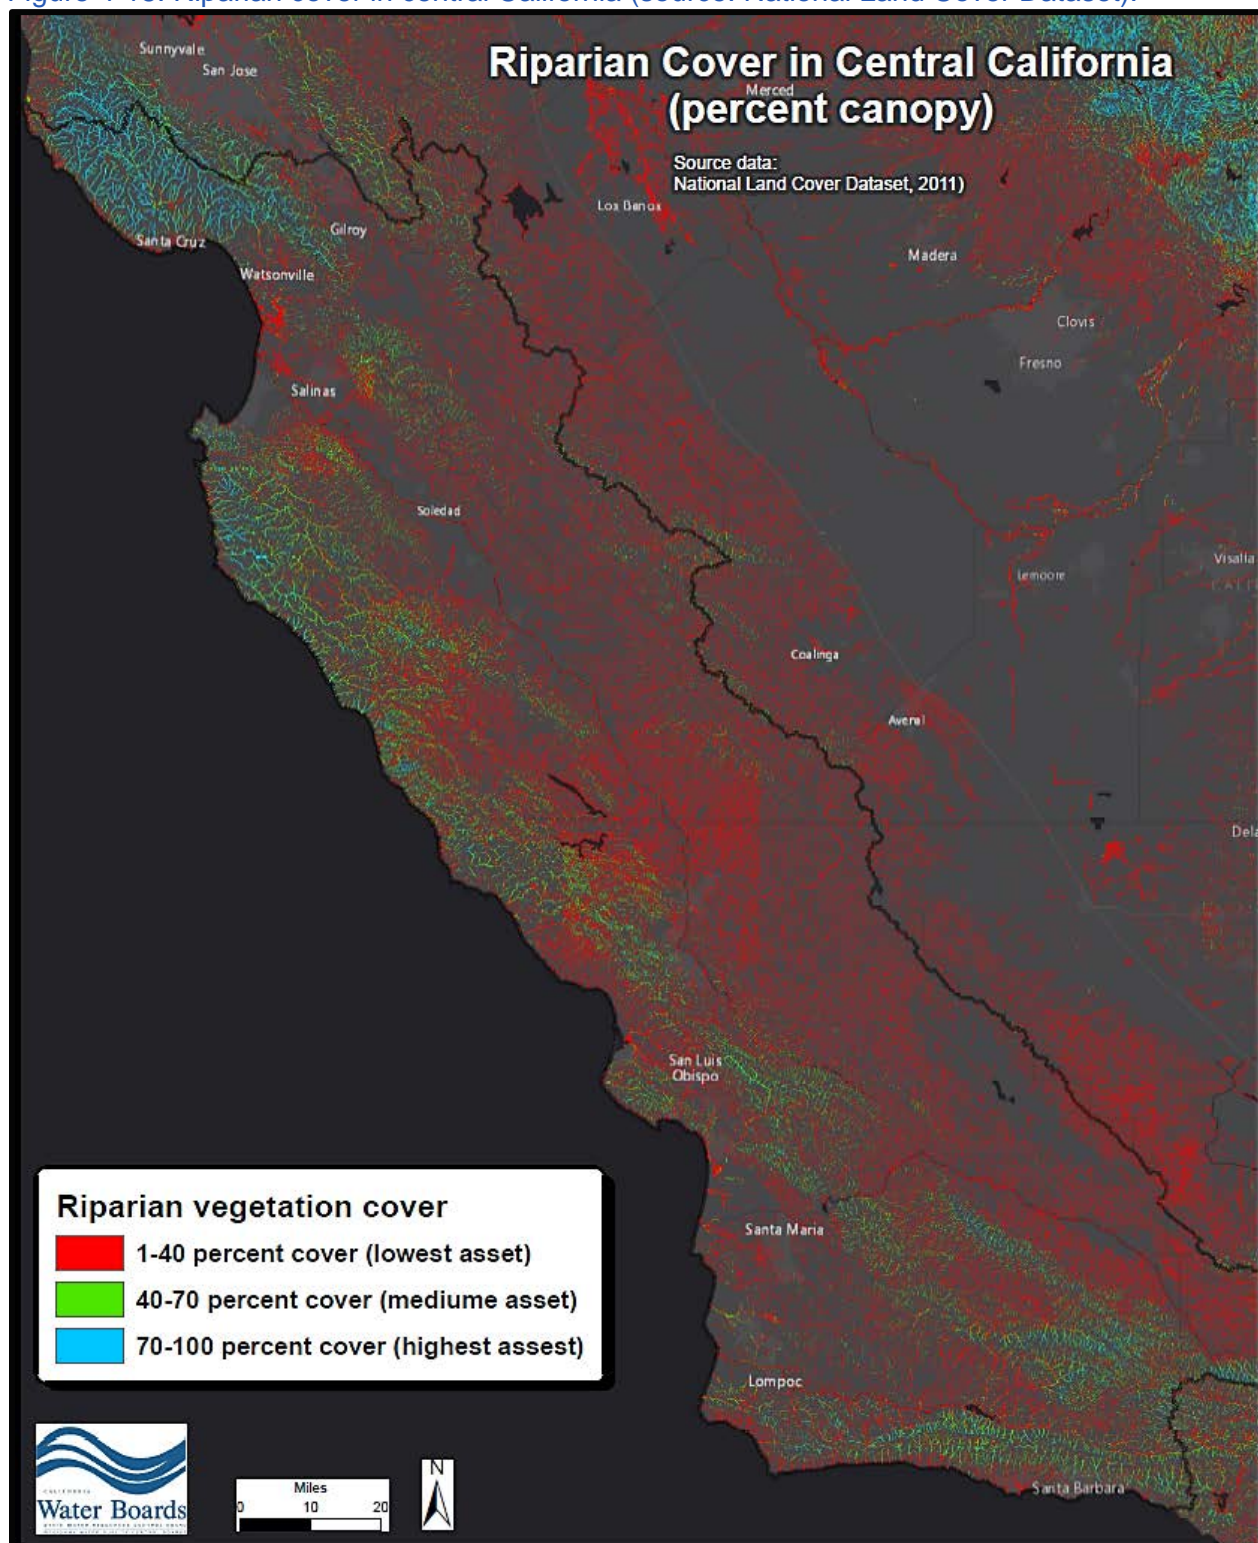 Sunnyvale
San Jose
Riparian Cover in Central California
Merced
(percent canopy)
Source data:
National Land Cover Dataset, 2011)
Los Banos
Santa Cruz
Gilroy
Watsonville
Madera
Clovis
Fresno
Salinas
Soledad
Visalia
Lemoore
Coalinga
Avenal
Dela
San Luis
Obispo
Riparian vegetation cover
1-40 percent cover (lowest asset)
40-70 percent cover (mediume asset)
70-100 percent cover (highest assest)
Santa Maria
Lompoc
Santa Barbara
CALIFORNIA
Water Boards
Miles
0 10 20
N